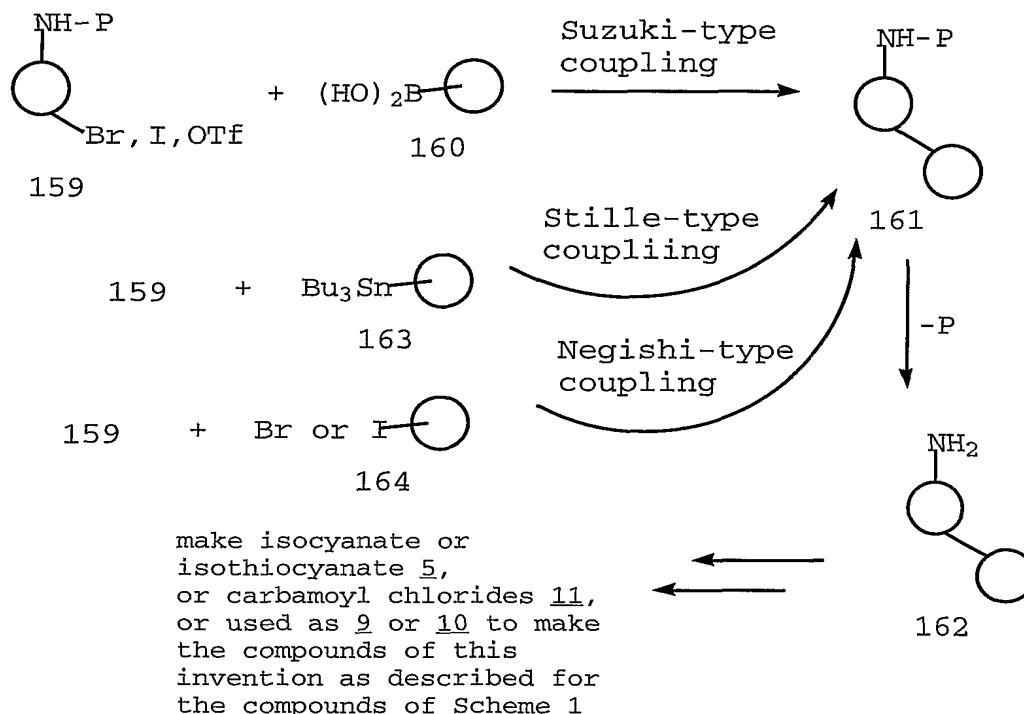 NH-P
Br, I, OTf
159
+ (HO)2B
160
Suzuki-type
coupling
NH-P
161
159 + Bu3Sn
163
Stille-type
coupliing
-P
159 + Br or I
164
Negishi-type
coupling
NH2
162
make isocyanate or
isothiocyanate 5,
or carbamoyl chlorides 11,
or used as 9 or 10 to make
the compounds of this
invention as described for
the compounds of Scheme 1